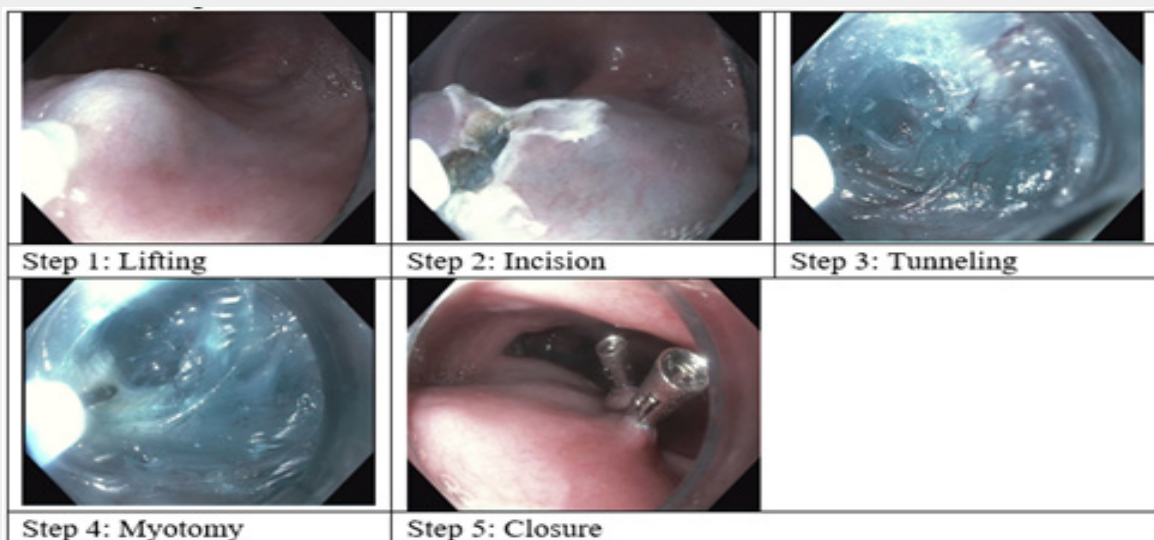 Step 1: Lifting
Step 2: Incision
Step 3: Tunneling
Step 4: Myotomy
Step 5: Closure